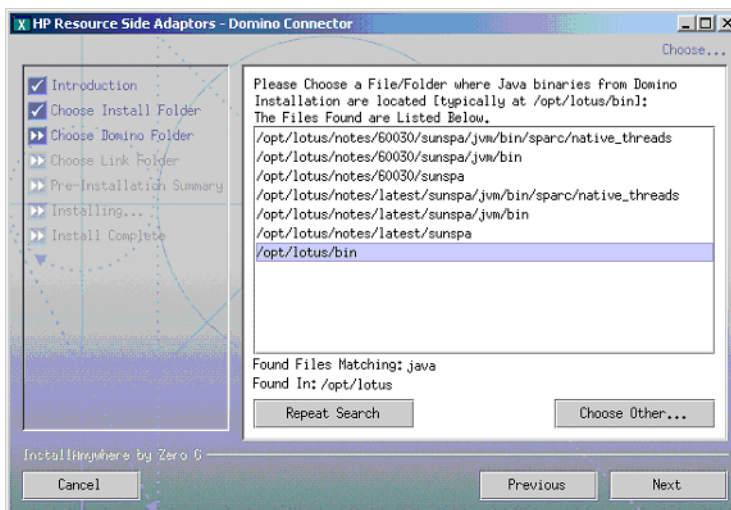 HP Resource Side Adaptors - Domino Connector
Choose...
Introduction
Choose Install Folder
Choose Domino Folder
Choose Link Folder
Pre-Installation Summary
Installing...
Install Complete
Please Choose a File/Folder where Java binaries from Domino
Installation are located [typically at /opt/lotus/bin]:
The Files Found are Listed Below.
/opt/lotus/notes/60030/sunspa/jvm/bin/sparc/native_threads
/opt/lotus/notes/60030/sunspa/jvm/bin
/opt/lotus/notes/60030/sunspa
/opt/lotus/notes/latest/sunspa/jvm/bin/sparc/native_threads
/opt/lotus/notes/latest/sunspa/jvm/bin
/opt/lotus/notes/latest/sunspa
/opt/lotus/bin
Found Files Matching: java
Found In: /opt/lotus
Repeat Search
Choose Other...
InstallAnywhere by Zero G
Cancel
Previous
Next